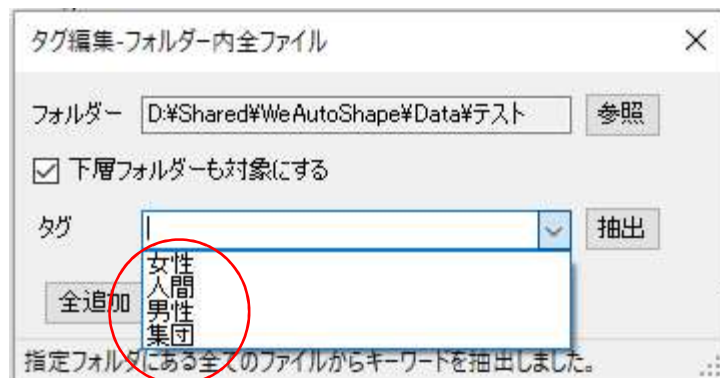 タグ編集-フォルダー内全ファイル
フォルダー D:¥Shared¥WeAutoShape¥Data¥テスト 参照
下層フォルダーも対象にする
タグ 抽出
女性
人間
男性
集団
全追加
指定フォルダにある全てのファイルからキーワードを抽出しました。